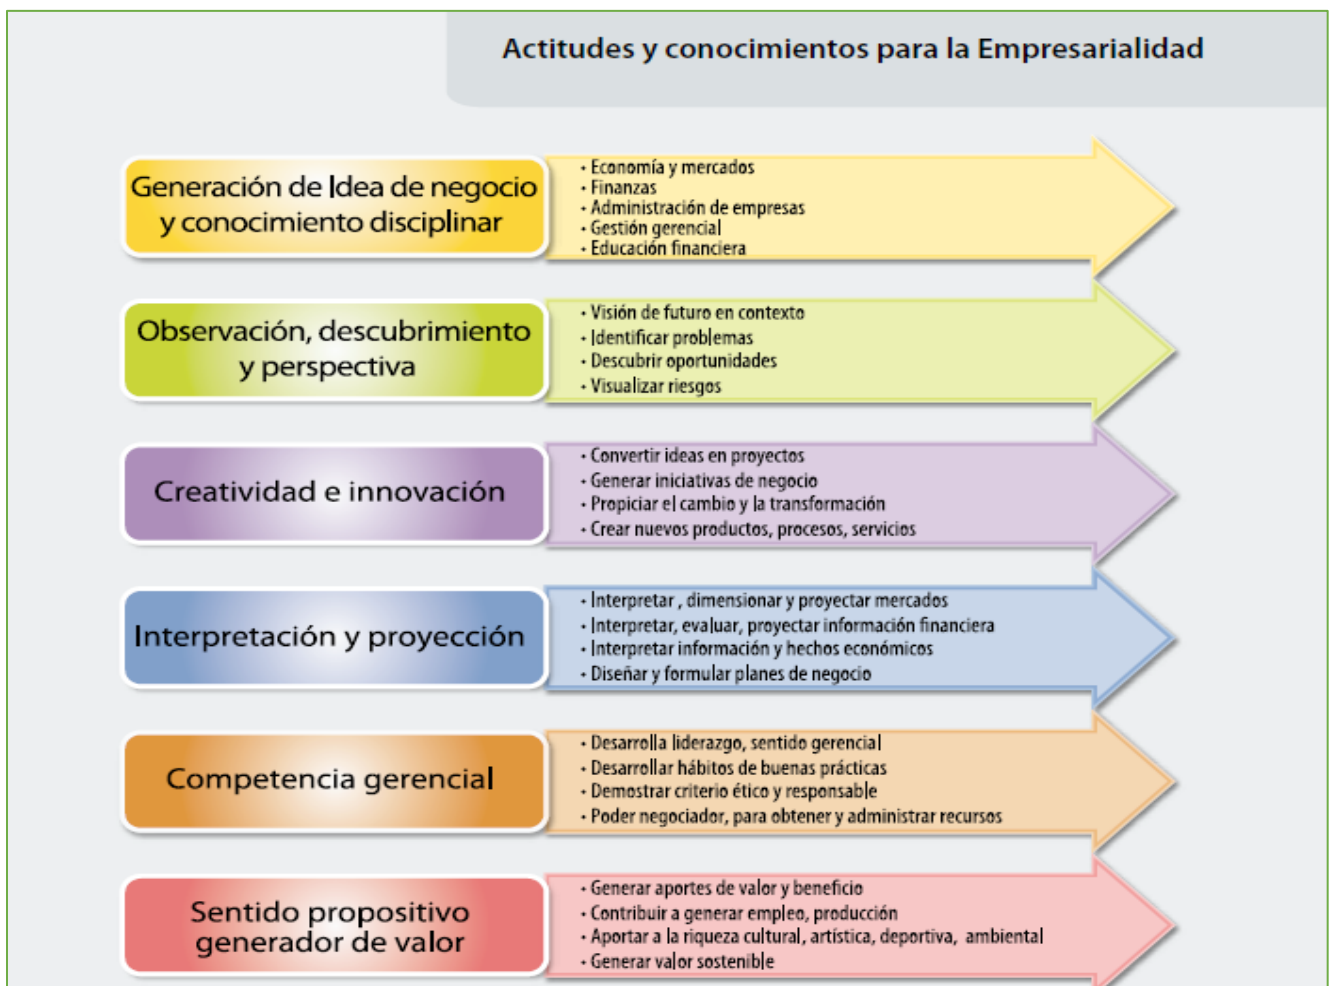 Actitudes y conocimientos para la Empresarialidad
Generación de Idea de negocio
y conocimiento disciplinar
• Economía y mercados
• Finanzas
• Administración de empresas
• Gestión gerencial
• Educación financiera
Observación, descubrimiento
y perspectiva
• Visión de futuro en contexto
• Identificar problemas
• Descubrir oportunidades
• Visualizar riesgos
Creatividad e innovación
• Convertir ideas en proyectos
• Generar iniciativas de negocio
• Propiciar el cambio y la transformación
• Crear nuevos productos, procesos, servicios
Interpretación y proyección
• Interpretar , dimensionar y proyectar mercados
• Interpretar, evaluar, proyectar información financiera
• Interpretar información y hechos económicos
• Diseñar y formular planes de negocio
Competencia gerencial
• Desarrolla liderazgo, sentido gerencial
• Desarrollar hábitos de buenas prácticas
• Demostrar criterio ético y responsable
• Poder negociador, para obtener y administrar recursos
Sentido propositivo
generador de valor
• Generar aportes de valor y beneficio
• Contribuir a generar empleo, producción
• Aportar a la riqueza cultural, artística, deportiva, ambiental
• Generar valor sostenible